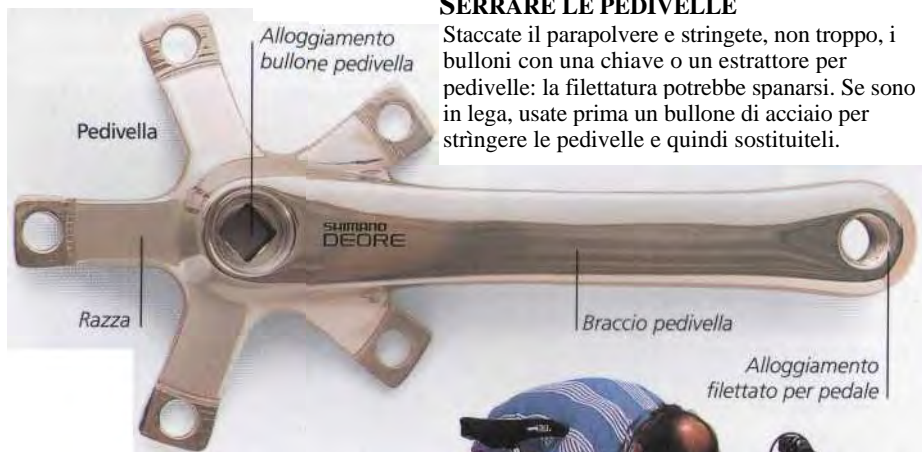 SERRARE LE PEDIVELLE
Staccate il parapolvere e stringete, non troppo, i
bulloni con una chiave o un estrattore per
pedivelle: la filettatura potrebbe spanarsi. Se sono
in lega, usate prima un bullone di acciaio per
strìngere le pedivelle e quindi sostituiteli.
Alloggiamento
bullone pedivella
Pedivella
SHIMANO
DEORE
Razza
Braccio pedivella
Alloggiamento
filettato per pedale